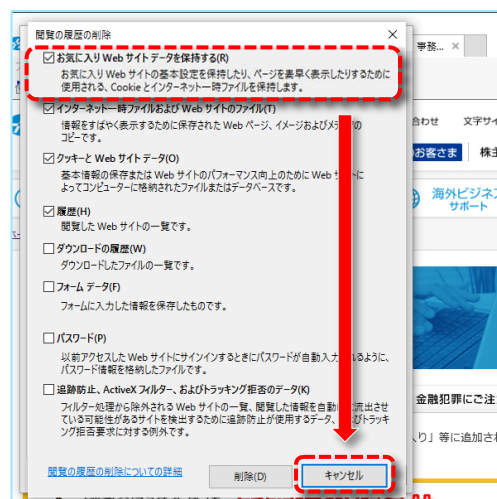 閲覧の履歴の削除
お気に入り Web サイト データを保持する(R)
お気に入り Web サイトの基本設定を保持したり、ページを素早く表示したりするために
使用される、Cookie とインターネット一時ファイルを保持します。
インターネット一時ファイルおよび Web サイトのファイル(T)
情報をすばやく表示するために保存された Web ページ、イメージおよびメ の
コピーです。
クッキーと Web サイト データ(O)
基本情報の保存または Web サイトのパフォーマンス向上のために Web に
よってコンピューターに格納されたファイルまたはデータベースです。
履歴(H)
閲覧した Web サイトの一覧です。
ダウンロードの履歴(W)
ダウンロードしたファイルの一覧です。
フォーム データ(F)
フォームに入力した情報を保存したものです。
パスワード(P)
以前アクセスした Web サイトにサインインするときにパスワードが自動入力 れるように、
パスワード情報を格納したファイルです。
追跡防止、ActiveX フィルター、およびトラッキング拒否のデータ(K)
フィルター処理から除外される Web サイトの一覧、閲覧した情報を自動 流出させ
ている可能性があるサイトを検出するために追跡防止が使用するデータ、 びトラッキ
ング拒否要求に対する例外です。
閲覧の履歴の削除についての詳細
削除(D)
キャンセル
事務...
合わせ 文字サイ
お客さま 株主
海外ビジネス
サポート
金融犯罪にご注
り」等に追加され